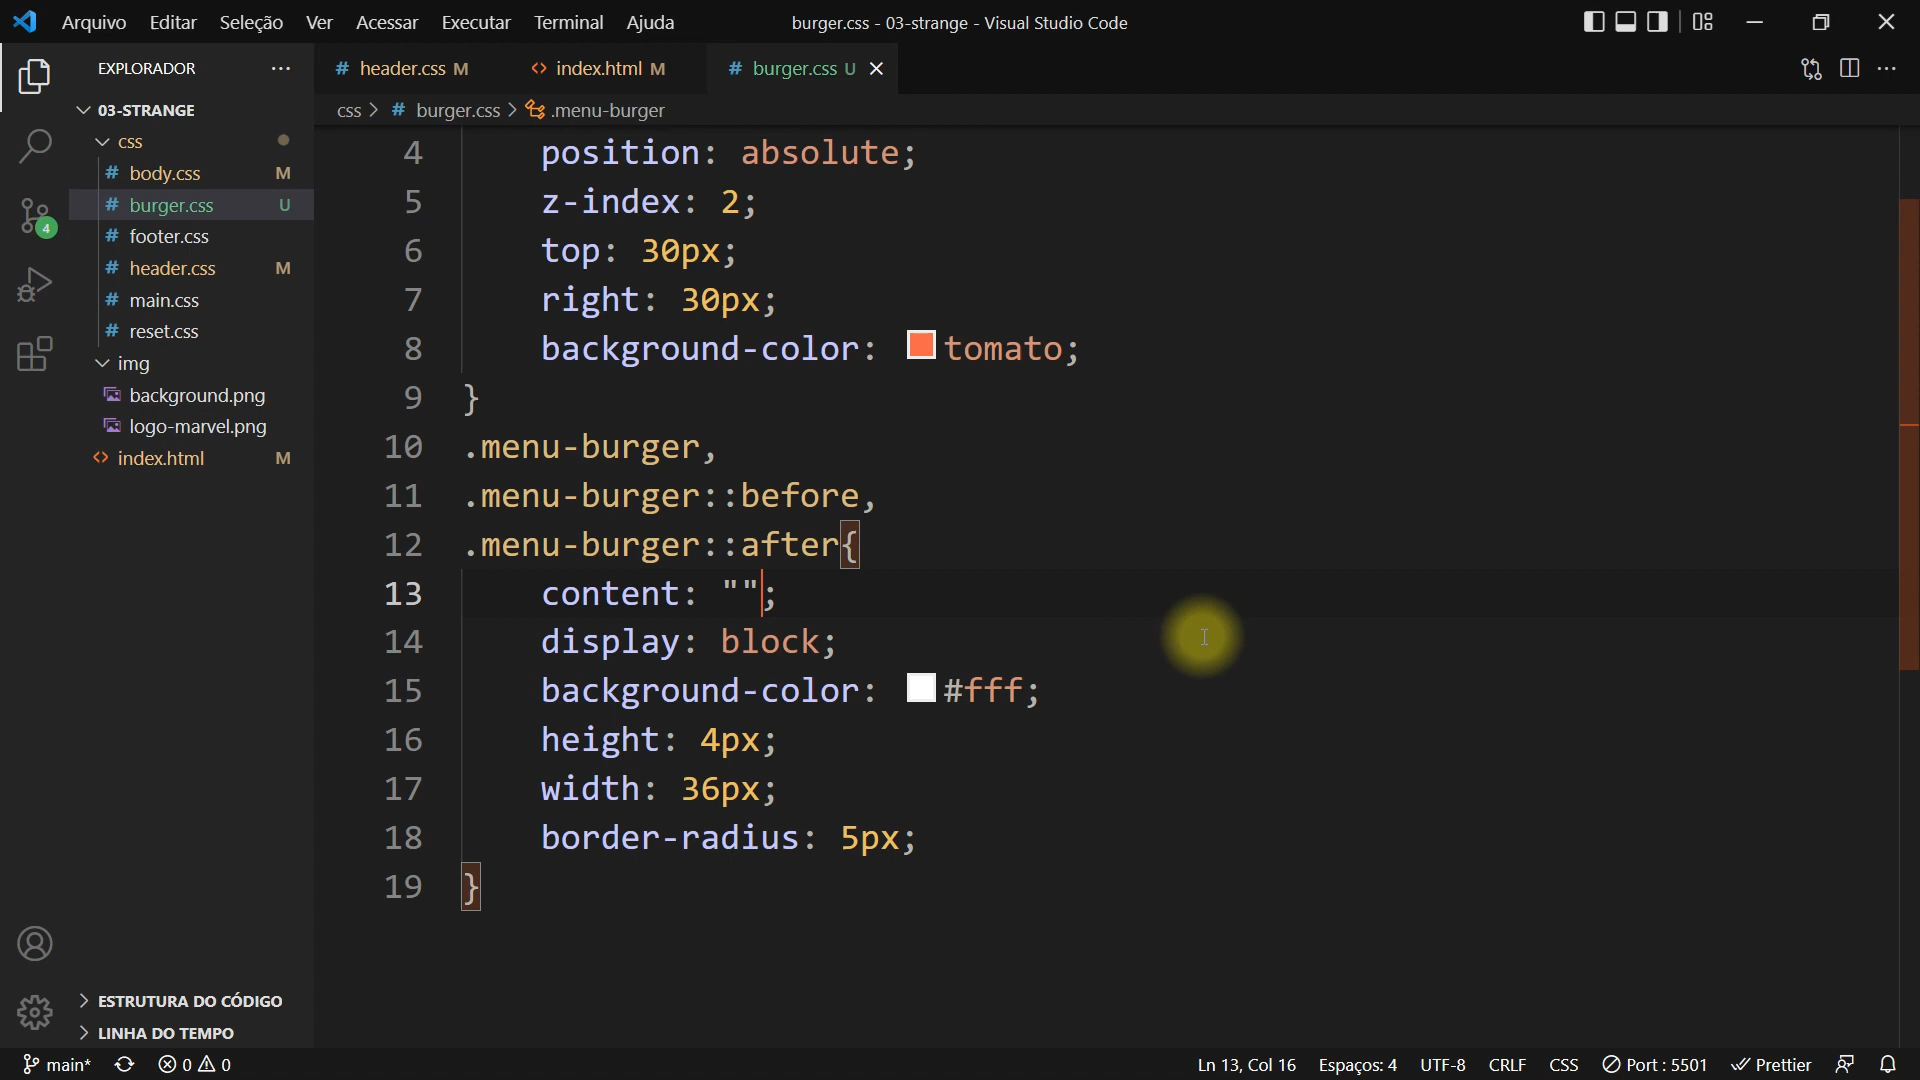 Arquivo Editar Seleção Ver Acessar Executar Terminal Ajuda
burger.css - 03-strange - Visual Studio Code
EXPLORADOR ...
03-STRANGE
css
# body.css M
# burger.css U
# footer.css
# header.css M
# main.css
# reset.css
img
background.png
logo-marvel.png
<> index.html M
4
ESTRUTURA DO CÓDIGO
LINHA DO TEMPO
# header.css M
<> index.html M
# burger.css U
css > # burger.css > .menu-burger
4 position: absolute;
5 z-index: 2;
6 top: 30px;
7 right: 30px;
8 background-color: tomato;
9 }
10 .menu-burger,
11 .menu-burger::before,
12 .menu-burger::after{
13 content: "";
14 display: block;
15 background-color: #fff;
16 height: 4px;
17 width: 36px;
18 border-radius: 5px;
19 }
main* 0 0 Ln 13, Col 16 Espaços: 4 UTF-8 CRLF CSS Port : 5501 Prettier